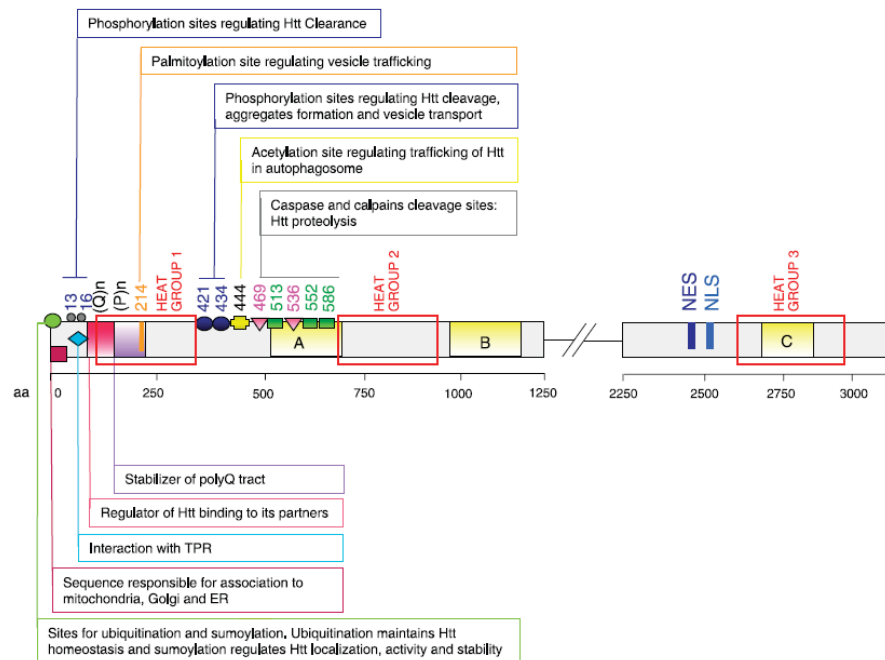 Phosphorylation sites regulating Htt Clearance
Palmitoylation site regulating vesicle trafficking
Phosphorylation sites regulating Htt cleavage,
aggregates formation and vesicle transport
Acetylation site regulating trafficking of Htt
in autophagosome
Caspase and calpains cleavage sites:
Htt proteolysis
13
16
(Q)n
(P)n
214
HEAT
GROUP 1
421
434
444
469
513
536
552
586
HEAT
GROUP 2
NES
NLS
HEAT
GROUP 3
A
B
C
aa
0
250
500
750
1000
1250
2250
2500
2750
3000
Stabilizer of polyQ tract
Regulator of Htt binding to its partners
Interaction with TPR
Sequence responsible for association to
mitochondria, Golgi and ER
Sites for ubiquitination and sumoylation. Ubiquitination maintains Htt
homeostasis and sumoylation regulates Htt localization, activity and stability